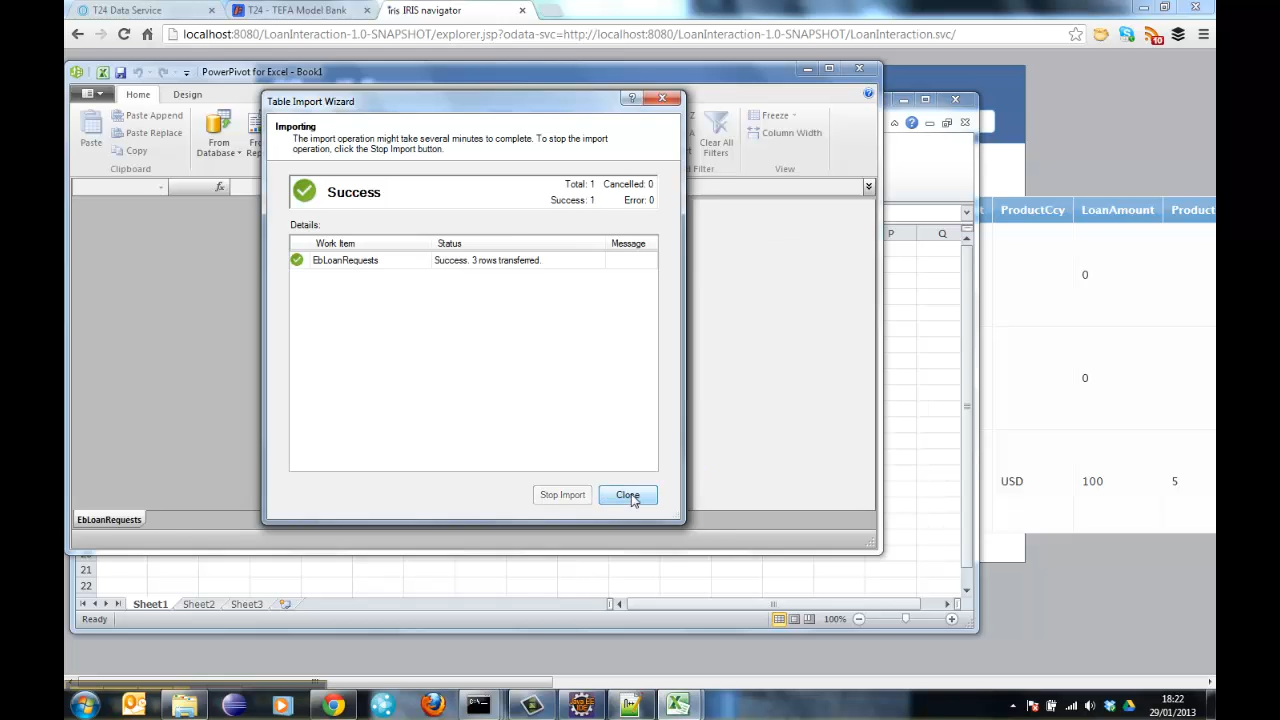 T24 Data Service
T24 - TEFA Model Bank
IRIS navigator
localhost:8080/LoanInteraction-1.0-SNAPSHOT/explorer.jsp?data-svc=http://localhost:8080/LoanInteraction-1.0-SNAPSHOT/LoanInteraction.svc/
10
PowerPivot for Excel - Book1
Home
Design
Table Import Wizard
Importing
The import operation might take several minutes to complete. To stop the import
operation, click the Stop Import button.
Paste
Paste Append
Paste Replace
Copy
Clipboard
From
Database
Clear All
Filters
Freeze
Column Width
View
fx
Success
Total: 1 Cancelled: 0
Success: 1 Error: 0
Details:
Work Item Status Message
EbLoanRequests Success. 3 rows transferred.
Stop Import
Close
EbLoanRequests
P Q
ProductCcy LoanAmount Product
0
0
USD 100 5
21
22
Sheet1 Sheet2 Sheet3
Ready
100%
18:22
29/01/2013